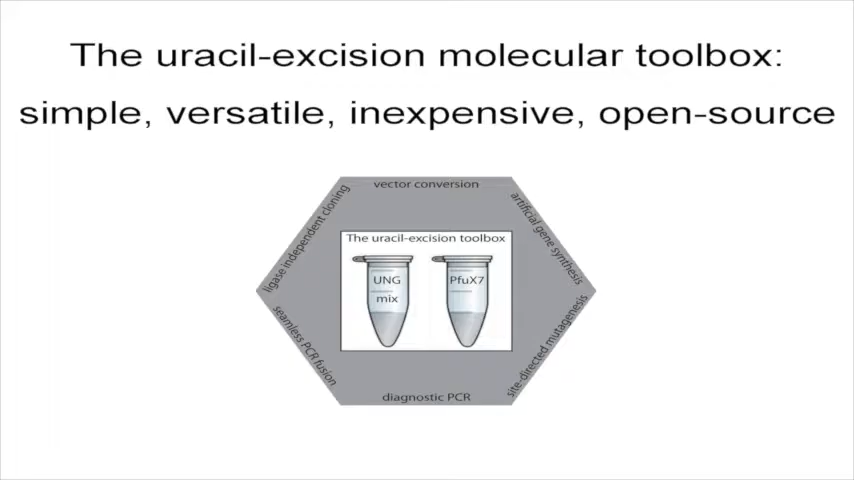 The uracil-excision molecular toolbox:
simple, versatile, inexpensive, open-source
vector conversion
ligase independent cloning
artificial gene synthesis
The uracil-excision toolbox
UNG
mix
PfuX7
seamless PCR fusion
site-directed mutagenesis
diagnostic PCR